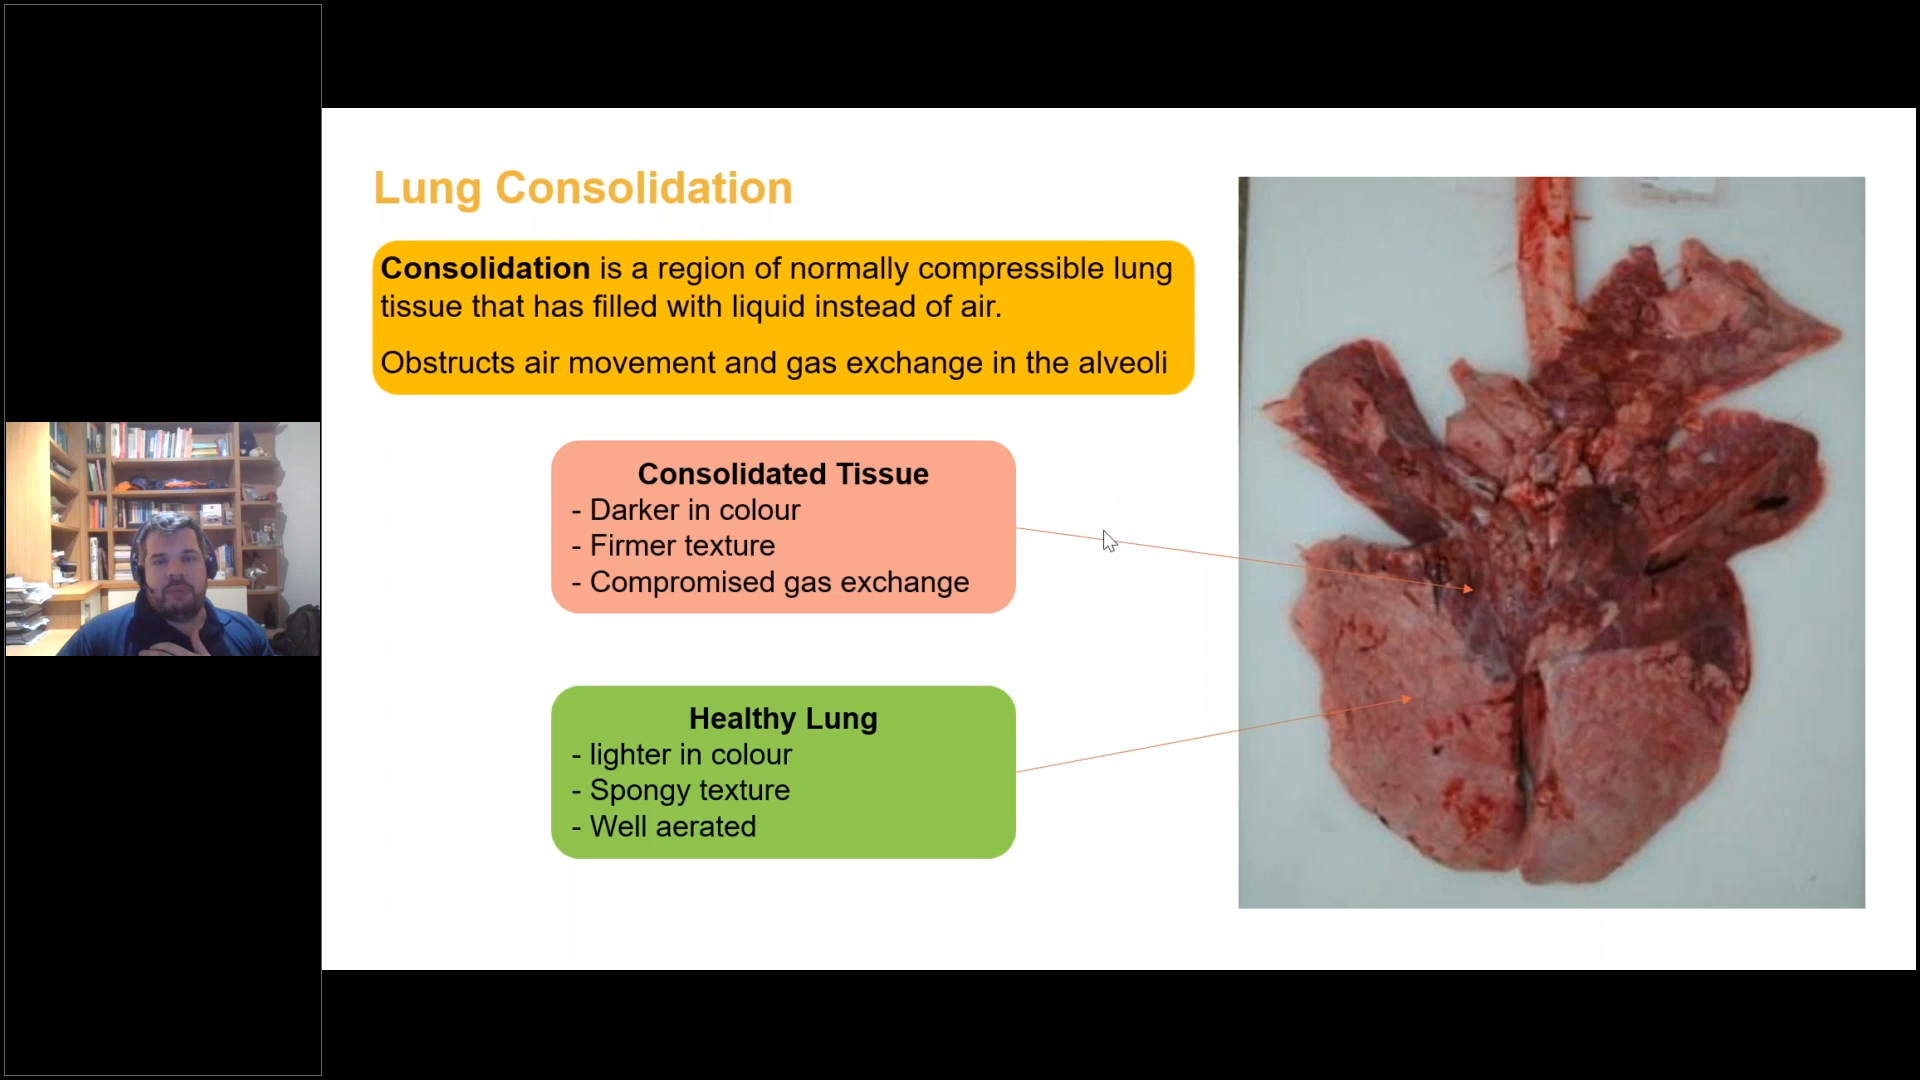 Lung Consolidation
Consolidation is a region of normally compressible lung
tissue that has filled with liquid instead of air.
Obstructs air movement and gas exchange in the alveoli
Consolidated Tissue
- Darker in colour
- Firmer texture
- Compromised gas exchange
Healthy Lung
- lighter in colour
- Spongy texture
- Well aerated